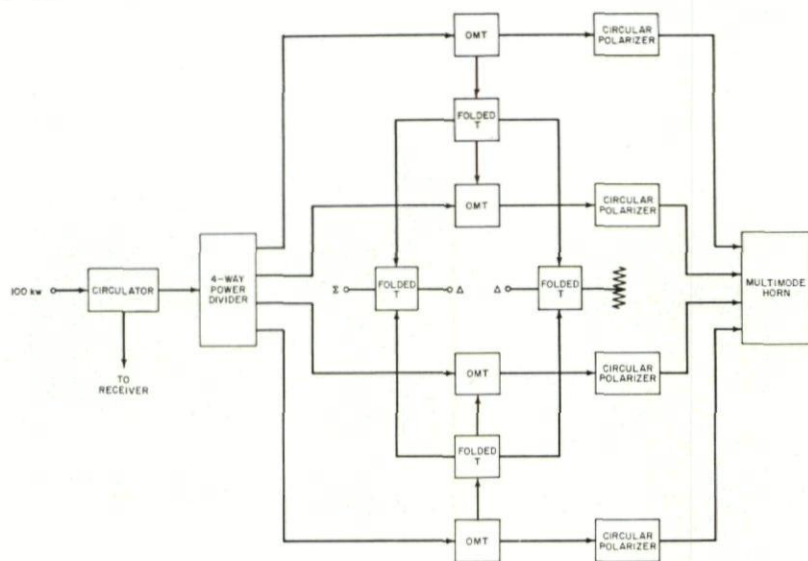 OMT
CIRCULAR
POLARIZER
FOLDED
T
OMT
CIRCULAR
POLARIZER
100 kw
CIRCULATOR
4-WAY
POWER
DIVIDER
Σ
FOLDED
T
Δ
Δ
FOLDED
T
MULTIMODE
HORN
TO
RECEIVER
OMT
CIRCULAR
POLARIZER
FOLDED
T
OMT
CIRCULAR
POLARIZER